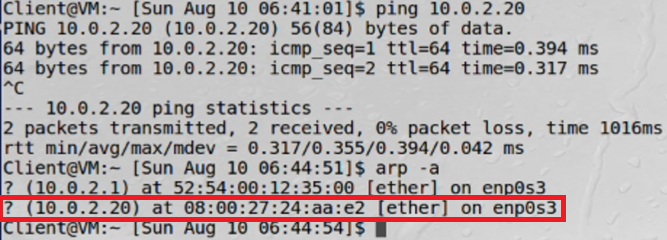 Client@VM:~ [Sun Aug 10 06:41:01]$ ping 10.0.2.20
PING 10.0.2.20 (10.0.2.20) 56(84) bytes of data.
64 bytes from 10.0.2.20: icmp_seq=1 ttl=64 time=0.394 ms
64 bytes from 10.0.2.20: icmp_seq=2 ttl=64 time=0.317 ms
^C
--- 10.0.2.20 ping statistics ---
2 packets transmitted, 2 received, 0% packet loss, time 1016ms
rtt min/avg/max/mdev = 0.317/0.355/0.394/0.042 ms
Client@VM:~ [Sun Aug 10 06:44:51]$ arp -a
? (10.0.2.1) at 52:54:00:12:35:00 [ether] on enp0s3
? (10.0.2.20) at 08:00:27:24:aa:e2 [ether] on enp0s3
Client@VM:~ [Sun Aug 10 06:44:54]$